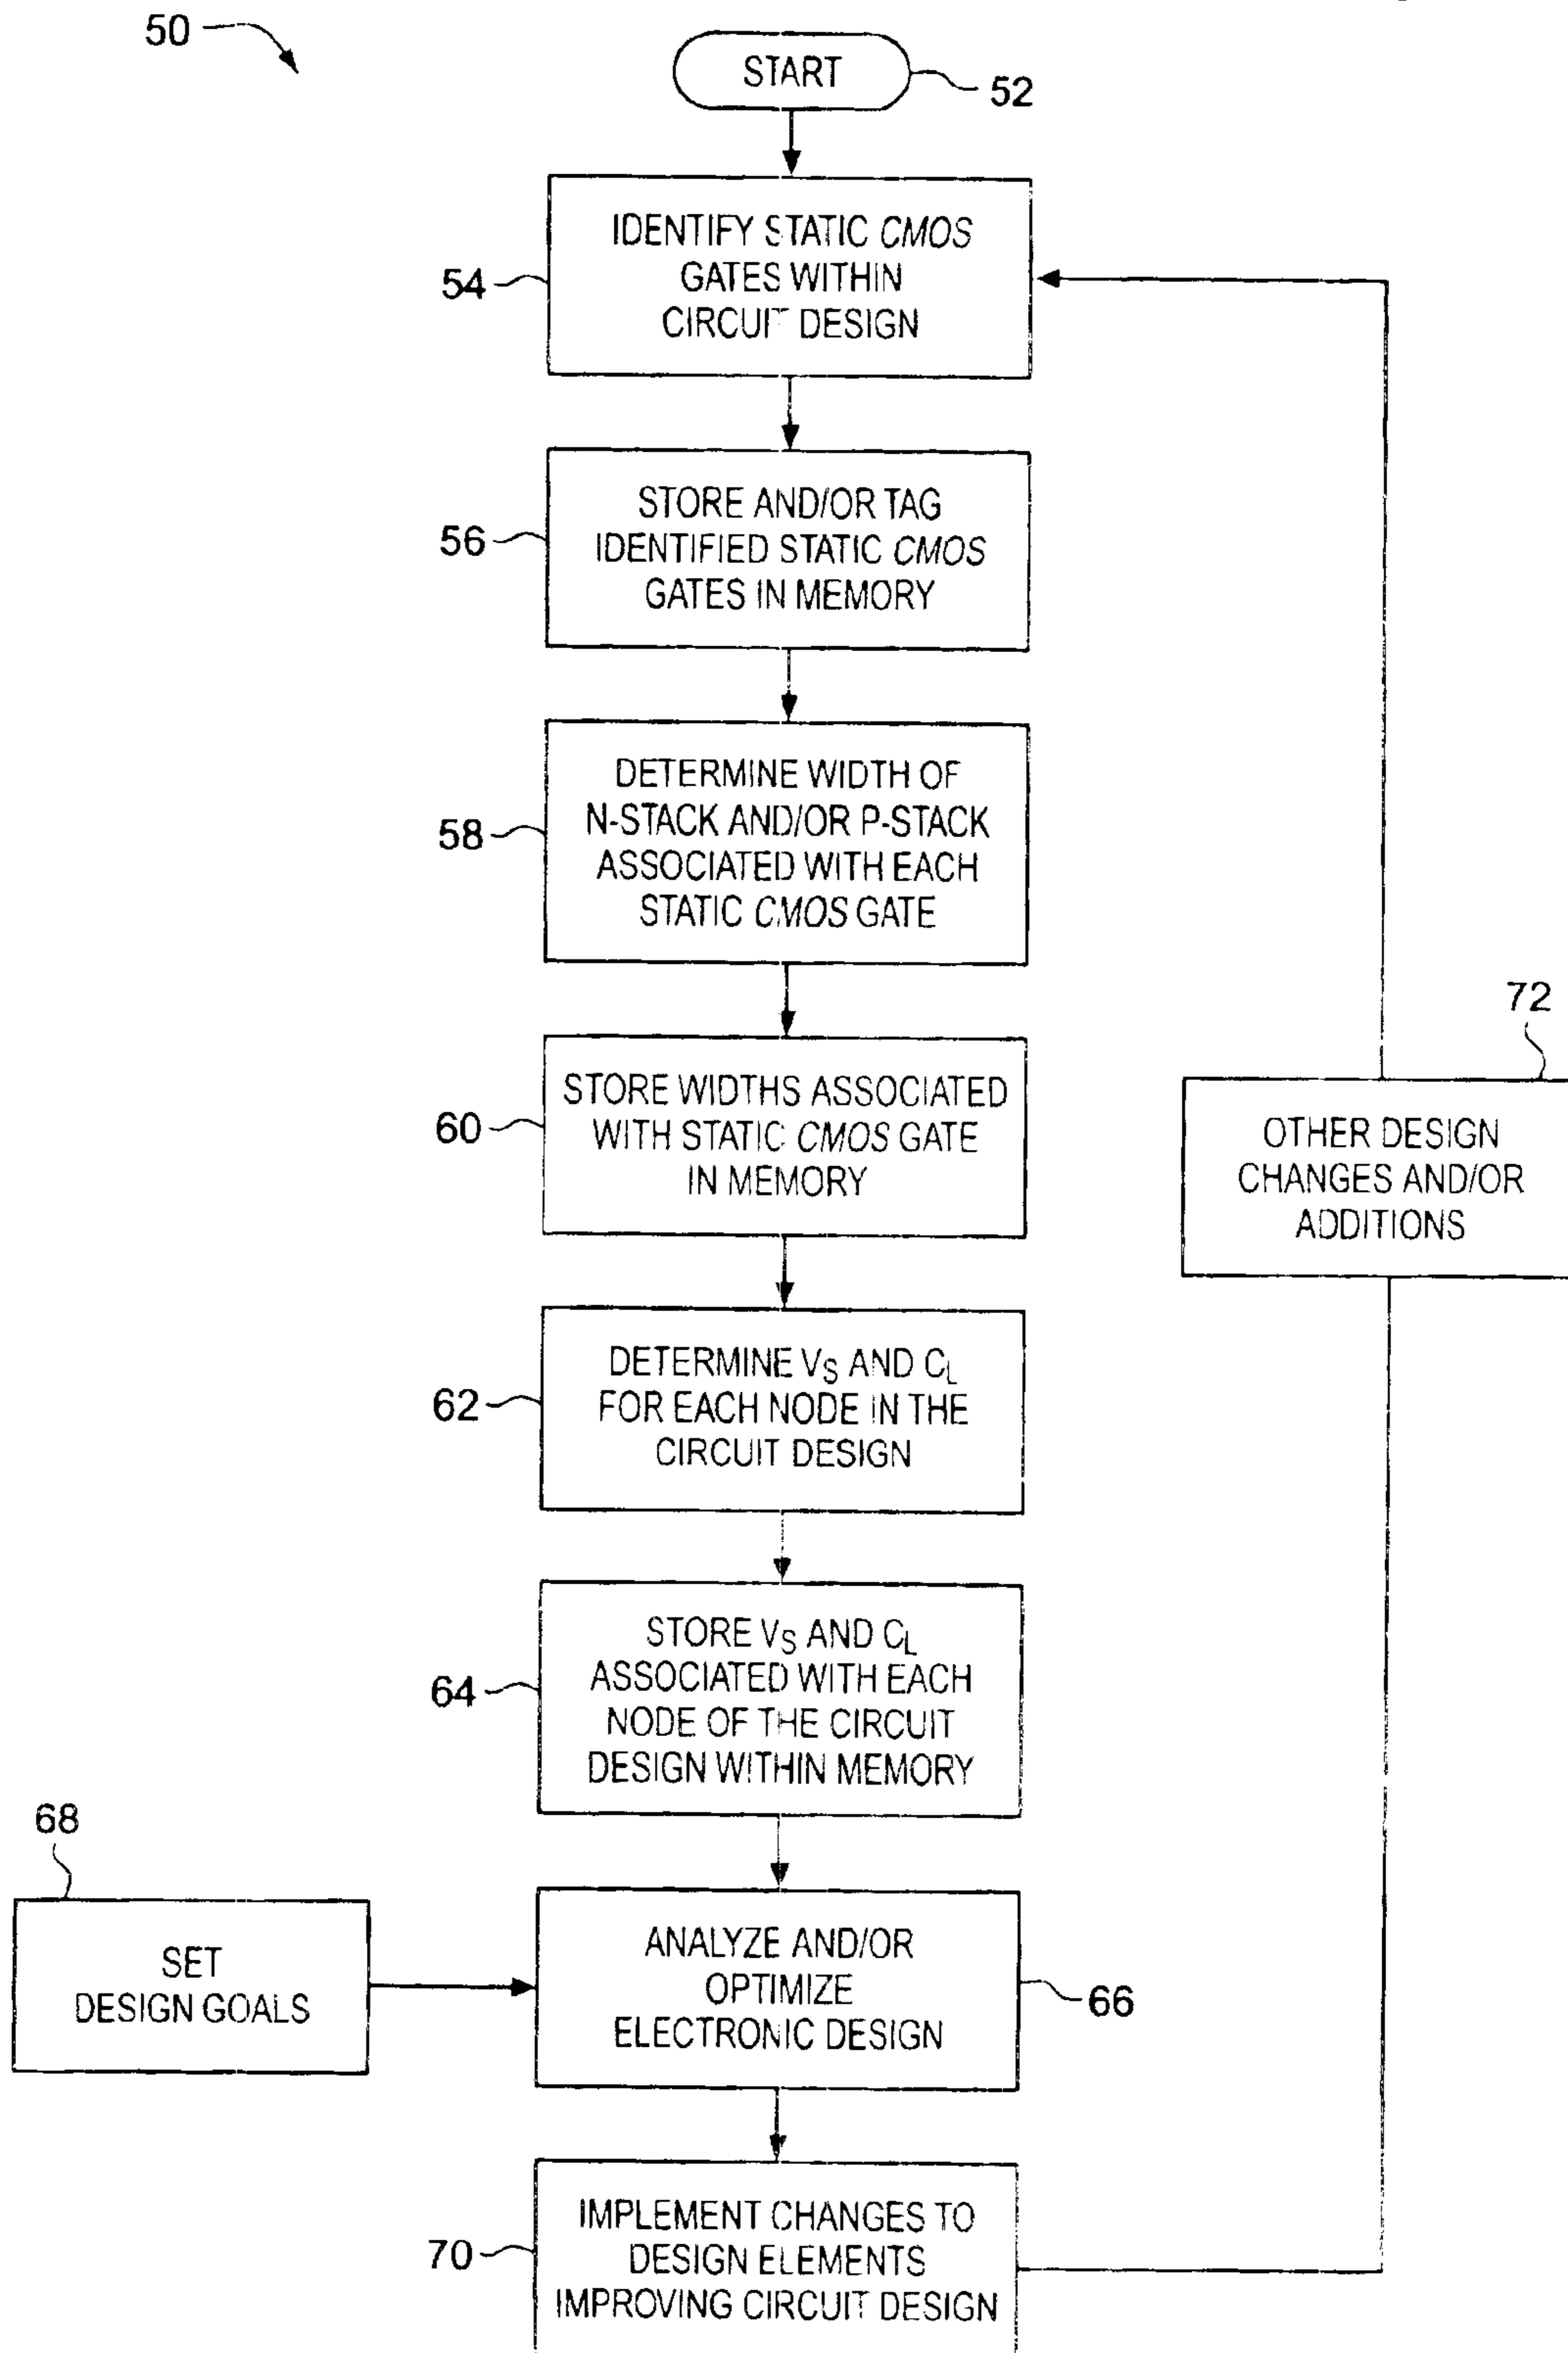 50
START
52
IDENTIFY STATIC CMOS
GATES WITHIN
CIRCUIT DESIGN
54
STORE AND/OR TAG
IDENTIFIED STATIC CMOS
GATES IN MEMORY
56
DETERMINE WIDTH OF
N-STACK AND/OR P-STACK
ASSOCIATED WITH EACH
STATIC CMOS GATE
58
STORE WIDTHS ASSOCIATED
WITH STATIC CMOS GATE
IN MEMORY
60
72
OTHER DESIGN
CHANGES AND/OR
ADDITIONS
DETERMINE VS AND CL
FOR EACH NODE IN THE
CIRCUIT DESIGN
62
STORE VS AND CL
ASSOCIATED WITH EACH
NODE OF THE CIRCUIT
DESIGN WITHIN MEMORY
64
68
SET
DESIGN GOALS
ANALYZE AND/OR
OPTIMIZE
ELECTRONIC DESIGN
66
IMPLEMENT CHANGES TO
DESIGN ELEMENTS
IMPROVING CIRCUIT DESIGN
70